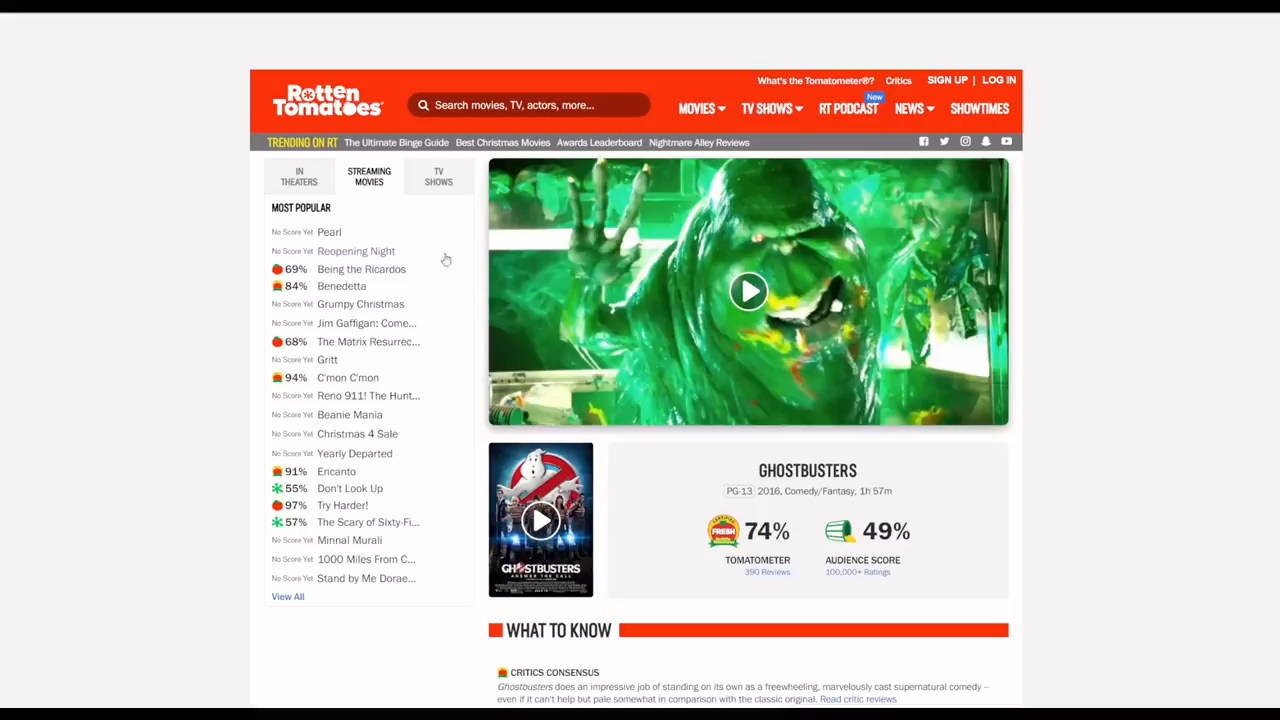 What's the Tomatometer®? Critics SIGN UP | LOG IN
Rotten Tomatoes
Search movies, TV, actors, more...
MOVIES TV SHOWS RT PODCAST New NEWS SHOWTIMES
TRENDING ON RT The Ultimate Binge Guide Best Christmas Movies Awards Leaderboard Nightmare Alley Reviews
IN THEATERS
STREAMING MOVIES
TV SHOWS
MOST POPULAR
No Score Yet Pearl
No Score Yet Reopening Night
69% Being the Ricardos
84% Benedetta
No Score Yet Grumpy Christmas
No Score Yet Jim Gaffigan: Come...
68% The Matrix Resurrec...
No Score Yet Gritt
94% C'mon C'mon
No Score Yet Reno 911! The Hunt...
No Score Yet Beanie Mania
No Score Yet Christmas 4 Sale
No Score Yet Yearly Departed
91% Encanto
55% Don't Look Up
97% Try Harder!
57% The Scary of Sixty-Fi...
No Score Yet Minnal Murali
No Score Yet 1000 Miles From C...
No Score Yet Stand by Me Dorae...
View All
GHOSTBUSTERS
ANSWER THE CALL
GHOSTBUSTERS
PG-13 2016, Comedy/Fantasy, 1h 57m
CERTIFIED FRESH 74% 49%
TOMATOMETER AUDIENCE SCORE
390 Reviews 100,000+ Ratings
WHAT TO KNOW
CRITICS CONSENSUS
Ghostbusters does an impressive job of standing on its own as a freewheeling, marvelously cast supernatural comedy --
even if it can't help but pale somewhat in comparison with the classic original. Read critic reviews